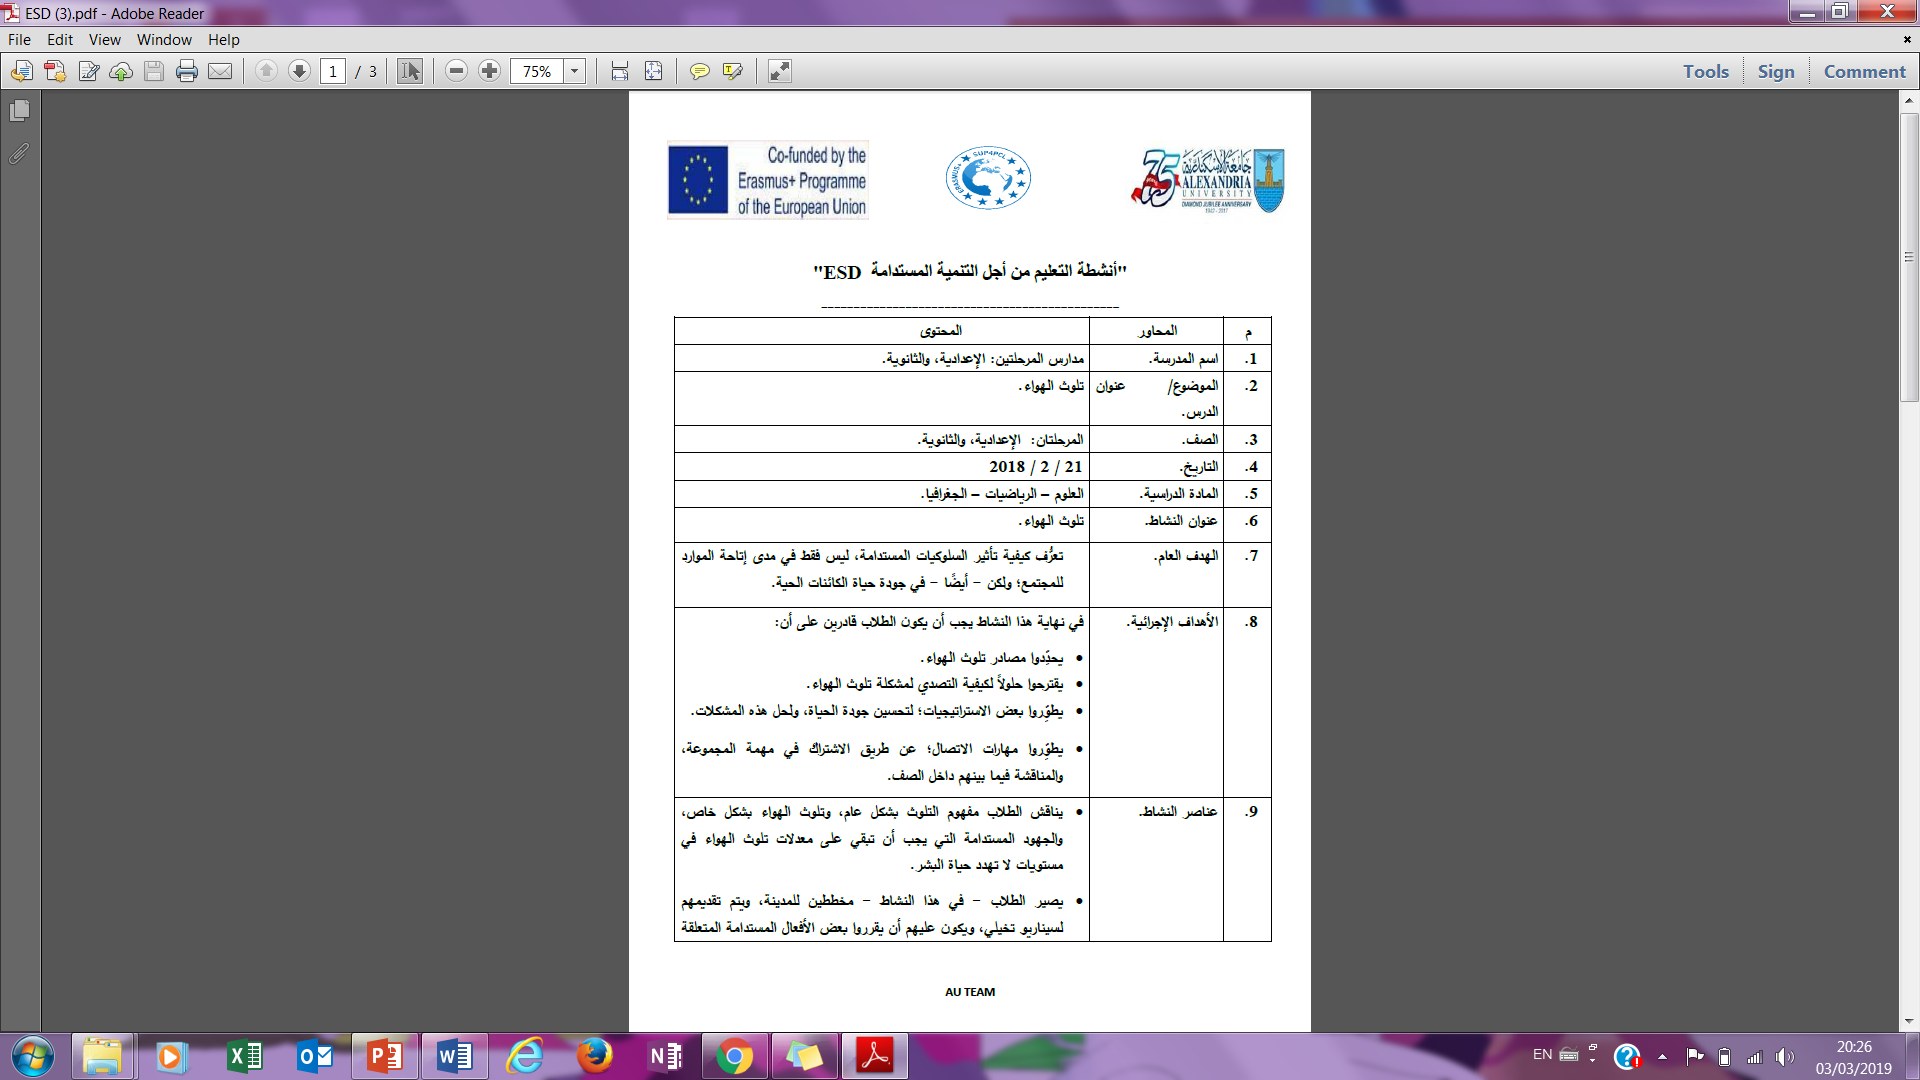 ESD (3).pdf - Adobe Reader
File Edit View Window Help
1 / 3 75% Tools Sign Comment
Co-funded by the
Erasmus+ Programme
of the European Union
ERASMUS+ SUP4PCL
75 جامعة الإسكندرية
ALEXANDRIA
UNIVERSITY
DIAMOND JUBILEE ANNIVERSARY
1942 - 2017
"أنشطة التعليم من أجل التنمية المستدامة ESD"
م المحاور المحتوى
1. اسم المدرسة. مدارس المرحلتين: الإعدادية، والثانوية.
2. الموضوع/ عنوان تلوث الهواء.
الدرس.
3. الصف. المرحلتان: الإعدادية، والثانوية.
4. التاريخ. 21 / 2 / 2018
5. المادة الدراسية. العلوم – الرياضيات – الجغرافيا.
6. عنوان النشاط. تلوث الهواء.
7. الهدف العام. تعرُّف كيفية تأثير السلوكيات المستدامة، ليس فقط في مدى إتاحة الموارد
للمجتمع؛ ولكن – أيضًا – في جودة حياة الكائنات الحية.
8. الأهداف الإجرائية. في نهاية هذا النشاط يجب أن يكون الطلاب قادرين على أن:
• يحدِّدوا مصادر تلوث الهواء.
• يقترحوا حلولاً لكيفية التصدي لمشكلة تلوث الهواء.
• يطوِّروا بعض الاستراتيجيات؛ لتحسين جودة الحياة، ولحل هذه المشكلات.
• يطوِّروا مهارات الاتصال؛ عن طريق الاشتراك في مهمة المجموعة،
والمناقشة فيما بينهم داخل الصف.
9. عناصر النشاط. • يناقش الطلاب مفهوم التلوث بشكل عام، وتلوث الهواء بشكل خاص،
والجهود المستدامة التي يجب أن تبقي على معدلات تلوث الهواء في
مستويات لا تهدد حياة البشر.
• يصير الطلاب – في هذا النشاط – مخططين للمدينة، ويتم تقديمهم
لسيناريو تخيلي، ويكون عليهم أن يقرروا بعض الأفعال المستدامة المتعلقة
AU TEAM
EN 20:26
03/03/2019